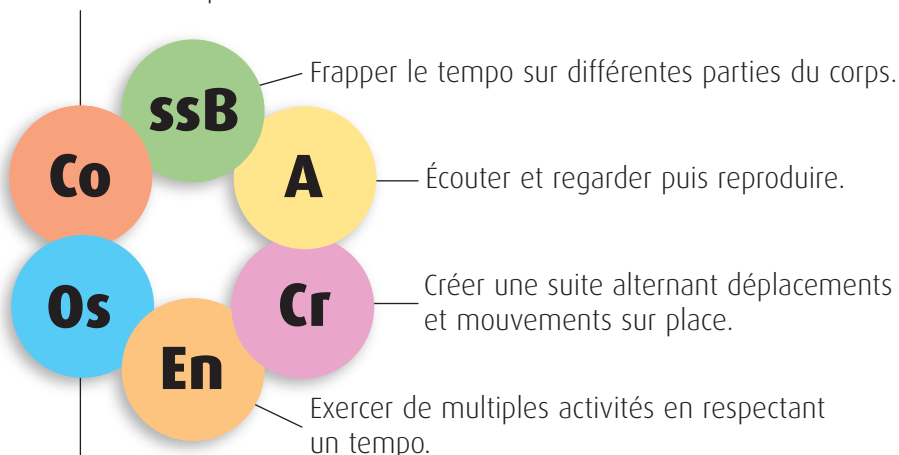 ssB
Frapper le tempo sur différentes parties du corps.
Co
A
Écouter et regarder puis reproduire.
Os
Cr
Créer une suite alternant déplacements
et mouvements sur place.
En
Exercer de multiples activités en respectant
un tempo.